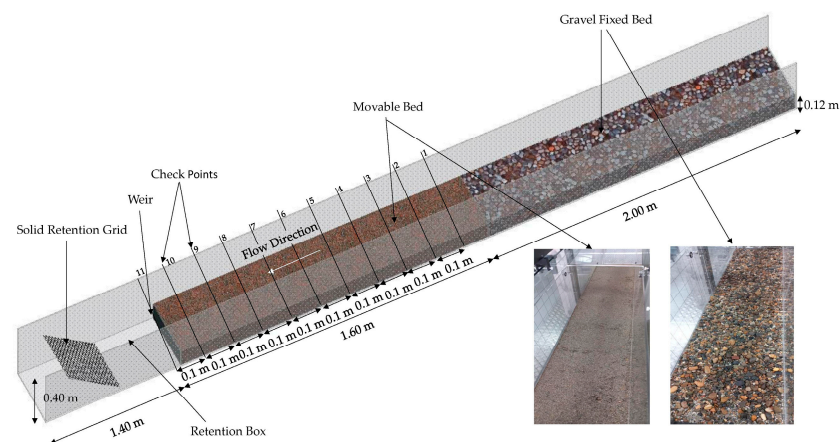 Gravel Fixed Bed
Movable Bed
0.12 m
Check Points
Weir
Solid Retention Grid
1
2
3
4
5
6
7
8
9
10
11
Flow Direction
2.00 m
0.1 m
0.1 m
0.1 m
0.1 m
0.1 m
0.1 m
0.1 m
0.1 m
0.1 m
0.1 m
1.60 m
0.40 m
1.40 m
Retention Box